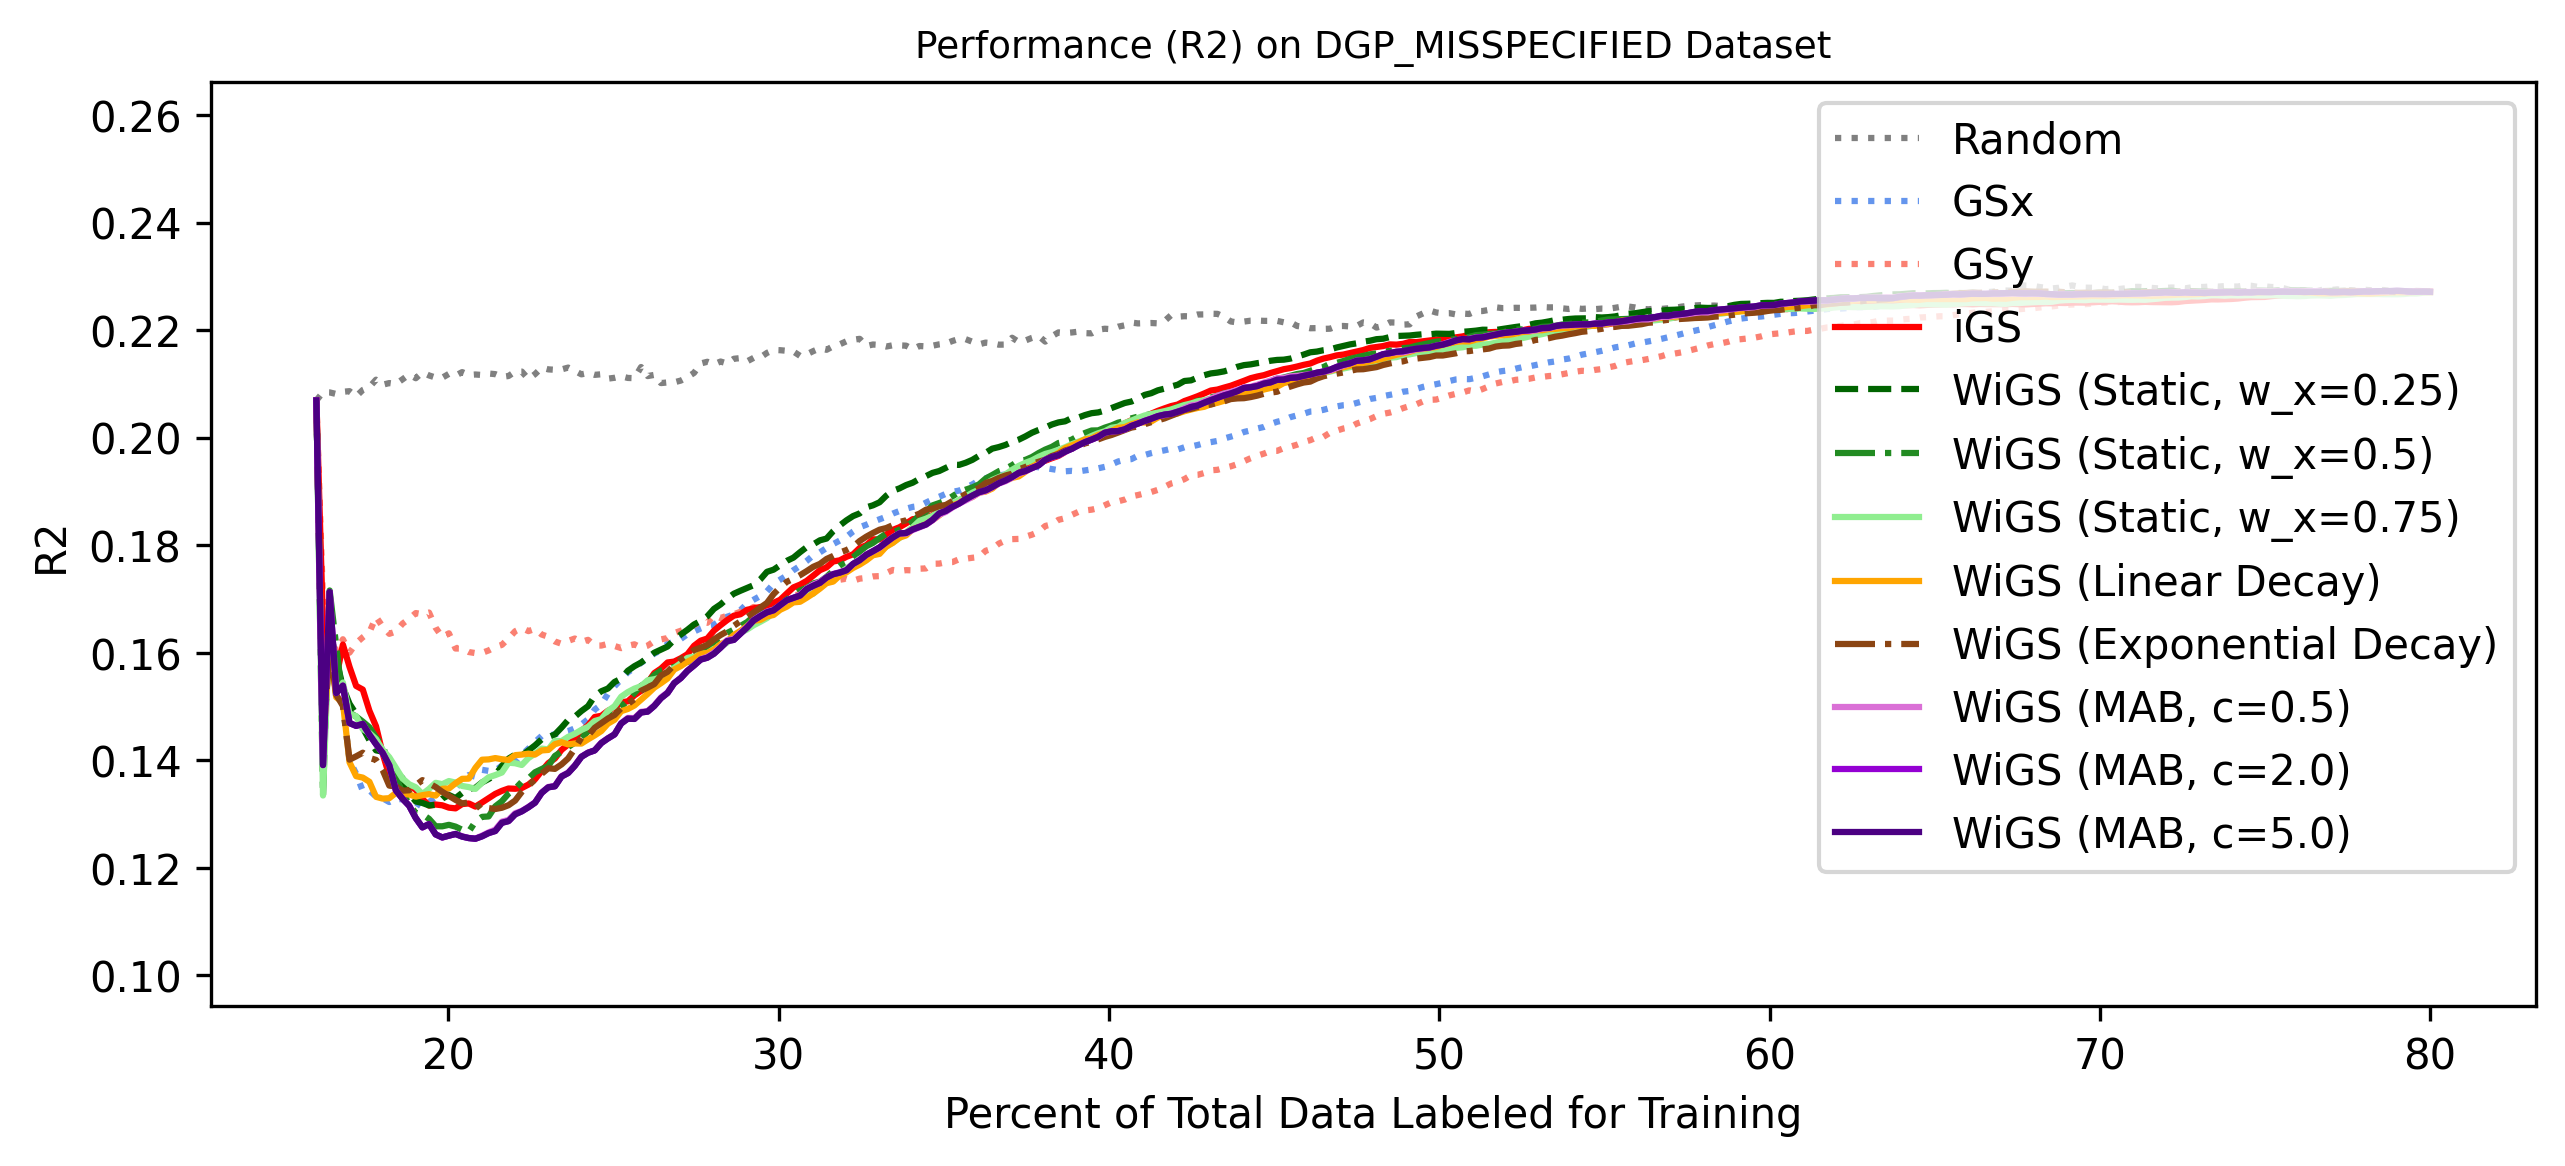 Performance (R2) on DGP_MISSPECIFIED Dataset
R2
0.26
0.24
0.22
0.20
0.18
0.16
0.14
0.12
0.10
Random
GSx
GSy
iGS
WiGS (Static, w_x=0.25)
WiGS (Static, w_x=0.5)
WiGS (Static, w_x=0.75)
WiGS (Linear Decay)
WiGS (Exponential Decay)
WiGS (MAB, c=0.5)
WiGS (MAB, c=2.0)
WiGS (MAB, c=5.0)
20 30 40 50 60 70 80
Percent of Total Data Labeled for Training